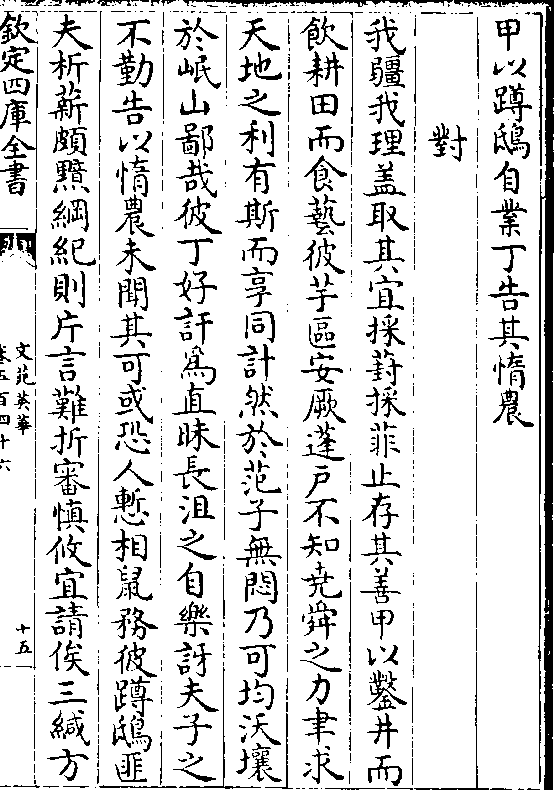 甲以蹲鴟自業丁告其惰農
對
我疆我理盖取其宜採葑採菲止存其善甲以鑿井而
飲耕田而食藝彼芋區安厥蓬戸不知堯舜之力聿求
天地之利有斯而享同計然於范子無悶乃可均沃壤
於岷山鄙哉彼丁好訐為直昧長沮之自樂訝夫子之
不勤告以惰農未聞其可或恐人慙相鼠務彼蹲鴟匪
夫析薪頗黷綱紀則片言難折審慎攸宜請俟三緘方
欽定四庫全書
文苑英華
卷五百四十六
十五